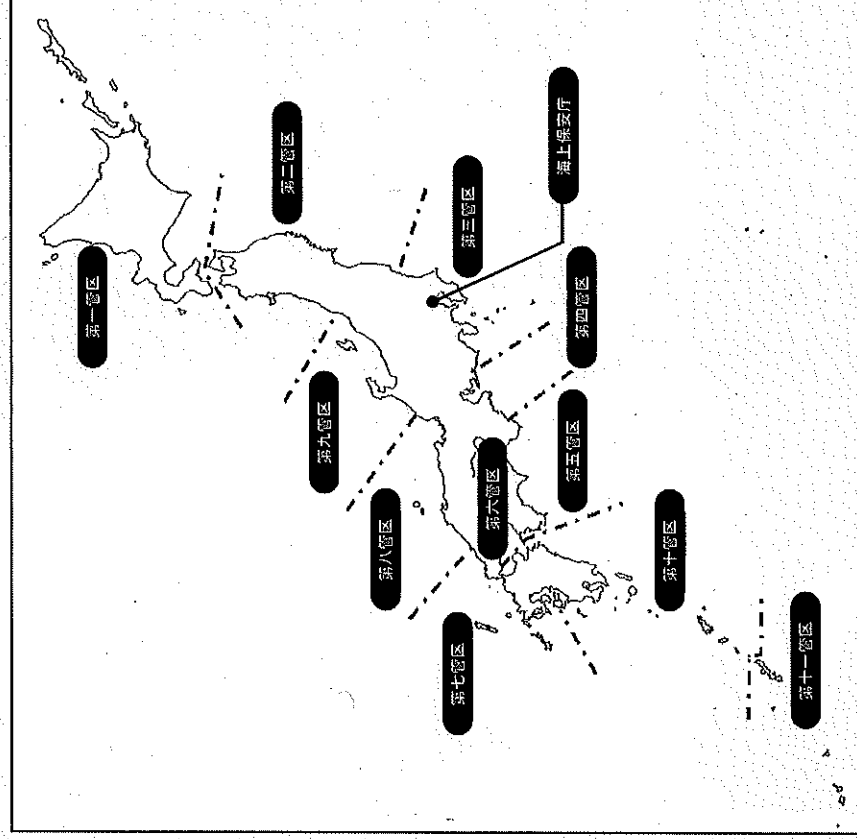 第一管区
第二管区
第三管区
海上保安庁
第四管区
第五管区
第六管区
第七管区
第八管区
第九管区
第十管区
第十一管区